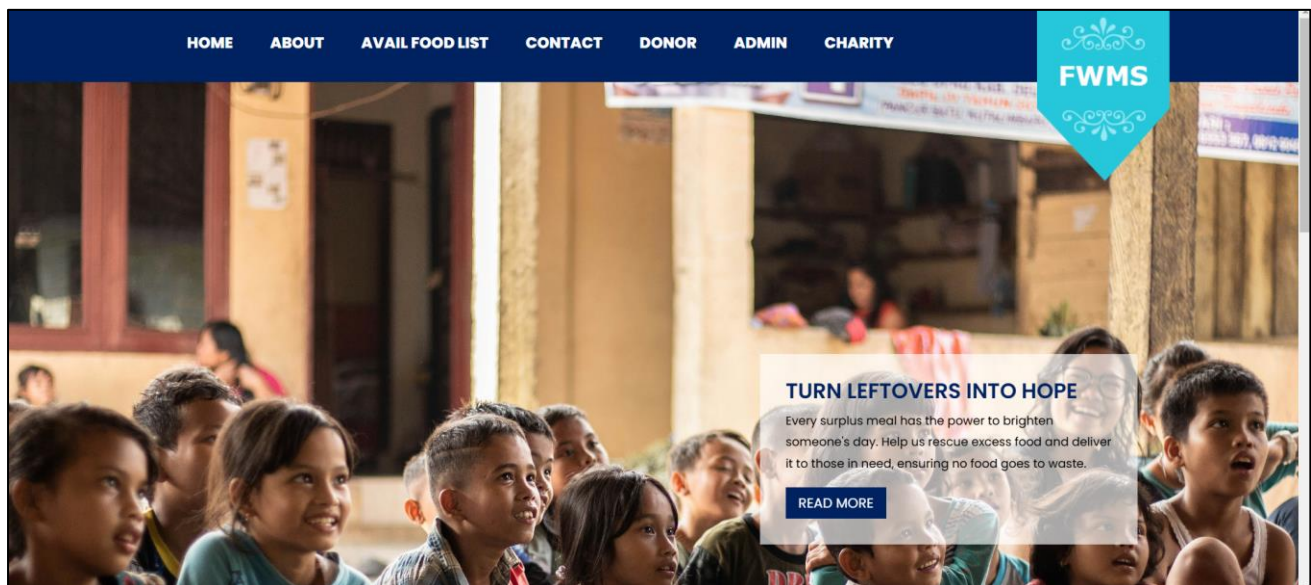 HOME ABOUT AVAIL FOOD LIST CONTACT DONOR ADMIN CHARITY
FWMS
TURN LEFTOVERS INTO HOPE
Every surplus meal has the power to brighten
someone's day. Help us rescue excess food and deliver
it to those in need, ensuring no food goes to waste.
READ MORE